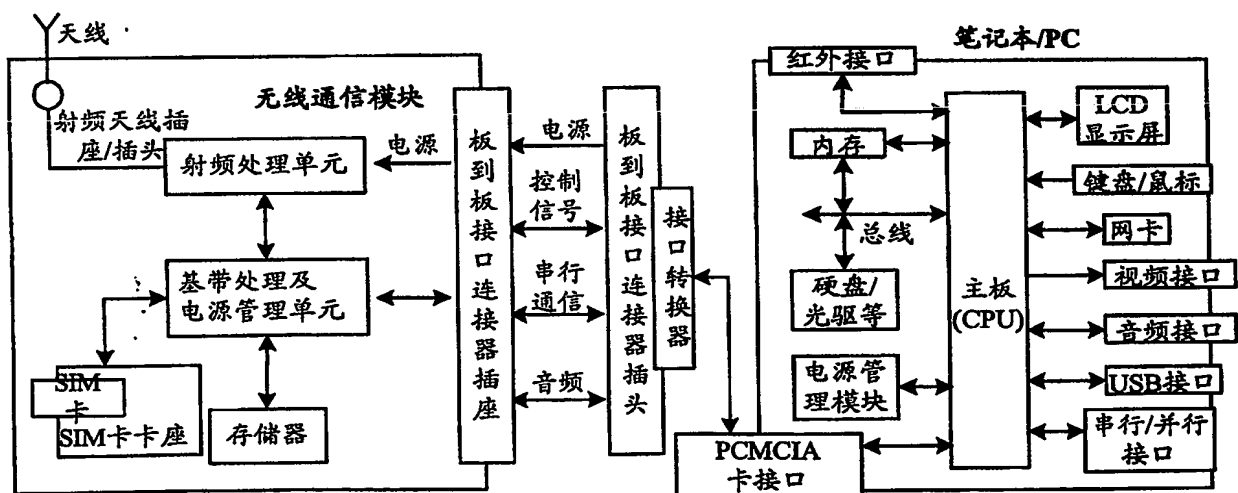 天线
无线通信模块
射频天线插
座/插头
射频处理单元
电源
基带处理及
电源管理单元
SIM
卡
SIM卡卡座
存储器
板到板接口连接器插座
电源
控制
信号
串行
通信
音频
板到板接口连接器插头
接口转换器
笔记本/PC
红外接口
内存
总线
硬盘/
光驱等
电源管
理模块
PCMCIA
卡接口
主板
(CPU)
LCD
显示屏
键盘/鼠标
网卡
视频接口
音频接口
USB接口
串行/并行
接口